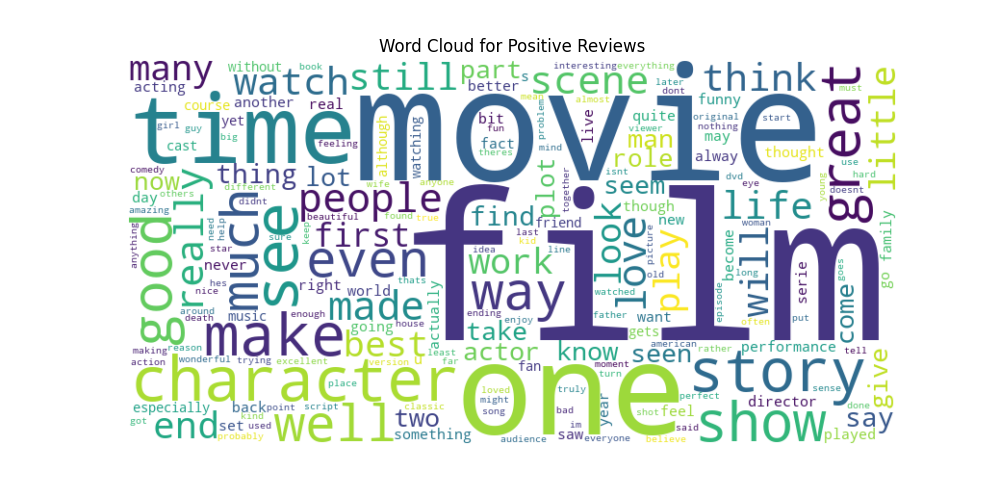 Word Cloud for Positive Reviews
many
without
book
still
part
s
interesting
everything
acting
watch
better
scene
think
later
dont
great
must
little
time
movie
film
course
another
real
mean
almost
funny
original
start
girl
guy
yet
although
watching
bit
fun
problem
live
quite
viewer
nothing
cast
big
feeling
fact
theres
mind
man
may
thought
role
alway
use
comedy
thing
lot
plot
together
isnt
dvd
eye
young
hard
now
different
wife
anyone
seem
doesnt
day
others
didnt
people
found
true
though
life
amazing
really
beautiful
find
friend
look
love
play
new
woman
good
much
see
need
help
sure
keep
first
last
kid
picture
become
will
anything
star
idea
line
go family
never
even
work
old
long
serie
come
goes
hes
thats
nice
right
world
way
watched
episode
put
around
made
actually
ending
enjoy
father
want
often
death
music
enough
house
gets
making
reason
make
going
best
least
take
american
rather
performance
tell
action
wonderful
trying
excellent
version
far
actor
know
seen
moment
turn
story
sense
give
character
one
place
fan
loved
truly
perfect
especially
back
point
script
classic
might
song
bad
year
shot
feel
director
done
say
got
kind
end
set
used
well
two
im
said
show
played
probably
something
audience
saw
everyone
believe